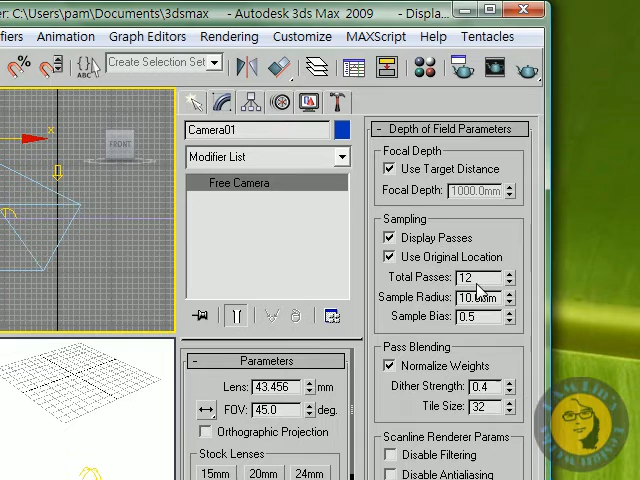 er: C:\Users\pam\Documents\3dsmax - Autodesk 3ds Max 2009 - Displa
ifiers Animation Graph Editors Rendering Customize MAXScript Help Tentacles
ABC Create Selection Set
Camera01
Modifier List
Free Camera
FRONT
x
- Parameters
Lens: 43.456 mm
FOV: 45.0 deg.
Orthographic Projection
Stock Lenses
15mm 20mm 24mm
- Depth of Field Parameters
Focal Depth
Use Target Distance
Focal Depth: 1000.0mm
Sampling
Display Passes
Use Original Location
Total Passes: 12
Sample Radius: 10.0mm
Sample Bias: 0.5
Pass Blending
Normalize Weights
Dither Strength: 0.4
Tile Size: 32
Scanline Renderer Params
Disable Filtering
Disable Antialiasing